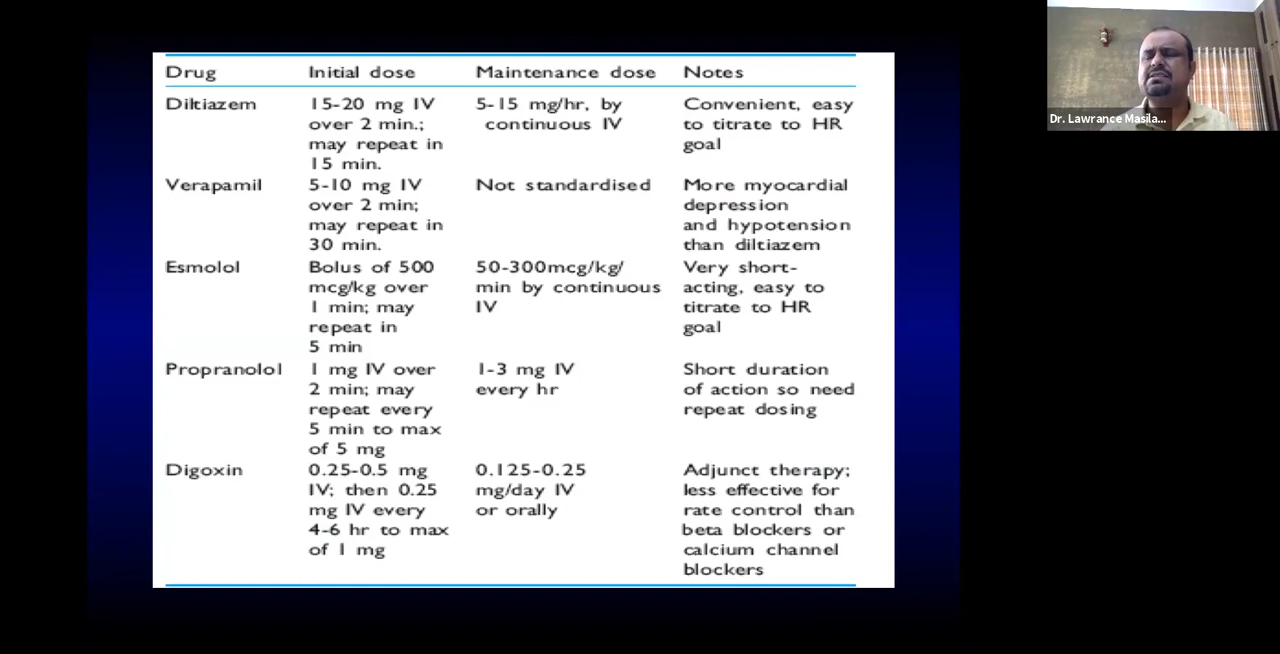 Drug Initial dose Maintenance dose Notes
Diltiazem 15-20 mg IV 5-15 mg/hr, by Convenient, easy
over 2 min.; continuous IV to titrate to HR
may repeat in goal
15 min.
Verapamil 5-10 mg IV Not standardised More myocardial
over 2 min; depression
may repeat in and hypotension
30 min. than diltiazem
Esmolol Bolus of 500 50-300mcg/kg/ Very short-
mcg/kg over min by continuous acting, easy to
1 min; may IV titrate to HR
repeat in goal
5 min
Propranolol 1 mg IV over 1-3 mg IV Short duration
2 min; may every hr of action so need
repeat every repeat dosing
5 min to max
of 5 mg
Digoxin 0.25-0.5 mg 0.125-0.25 Adjunct therapy;
IV; then 0.25 mg/day IV less effective for
mg IV every or orally rate control than
4-6 hr to max beta blockers or
of 1 mg calcium channel
blockers
Dr. Lawrance Masila...